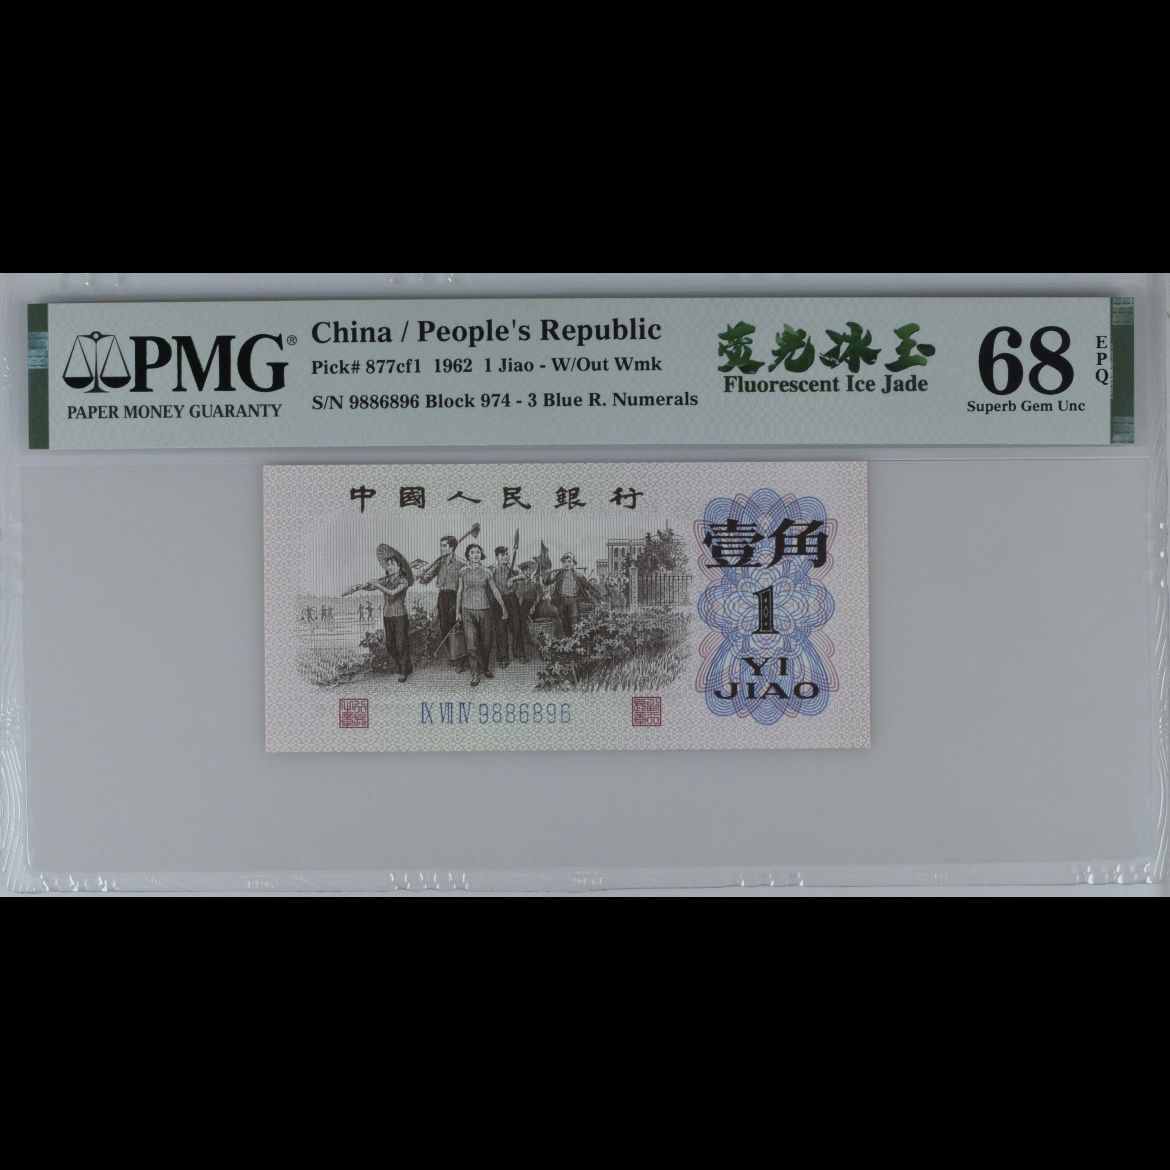 PMG®
PAPER MONEY GUARANTY
China / People's Republic
Pick# 877cf1 1962 1 Jiao - W/Out Wmk
S/N 9886896 Block 974 - 3 Blue R. Numerals
荧光冰玉
Fluorescent Ice Jade
68
Superb Gem Unc
EPQ
中國人民銀行
壹角
1
YI
JIAO
IX VII IV 9886896